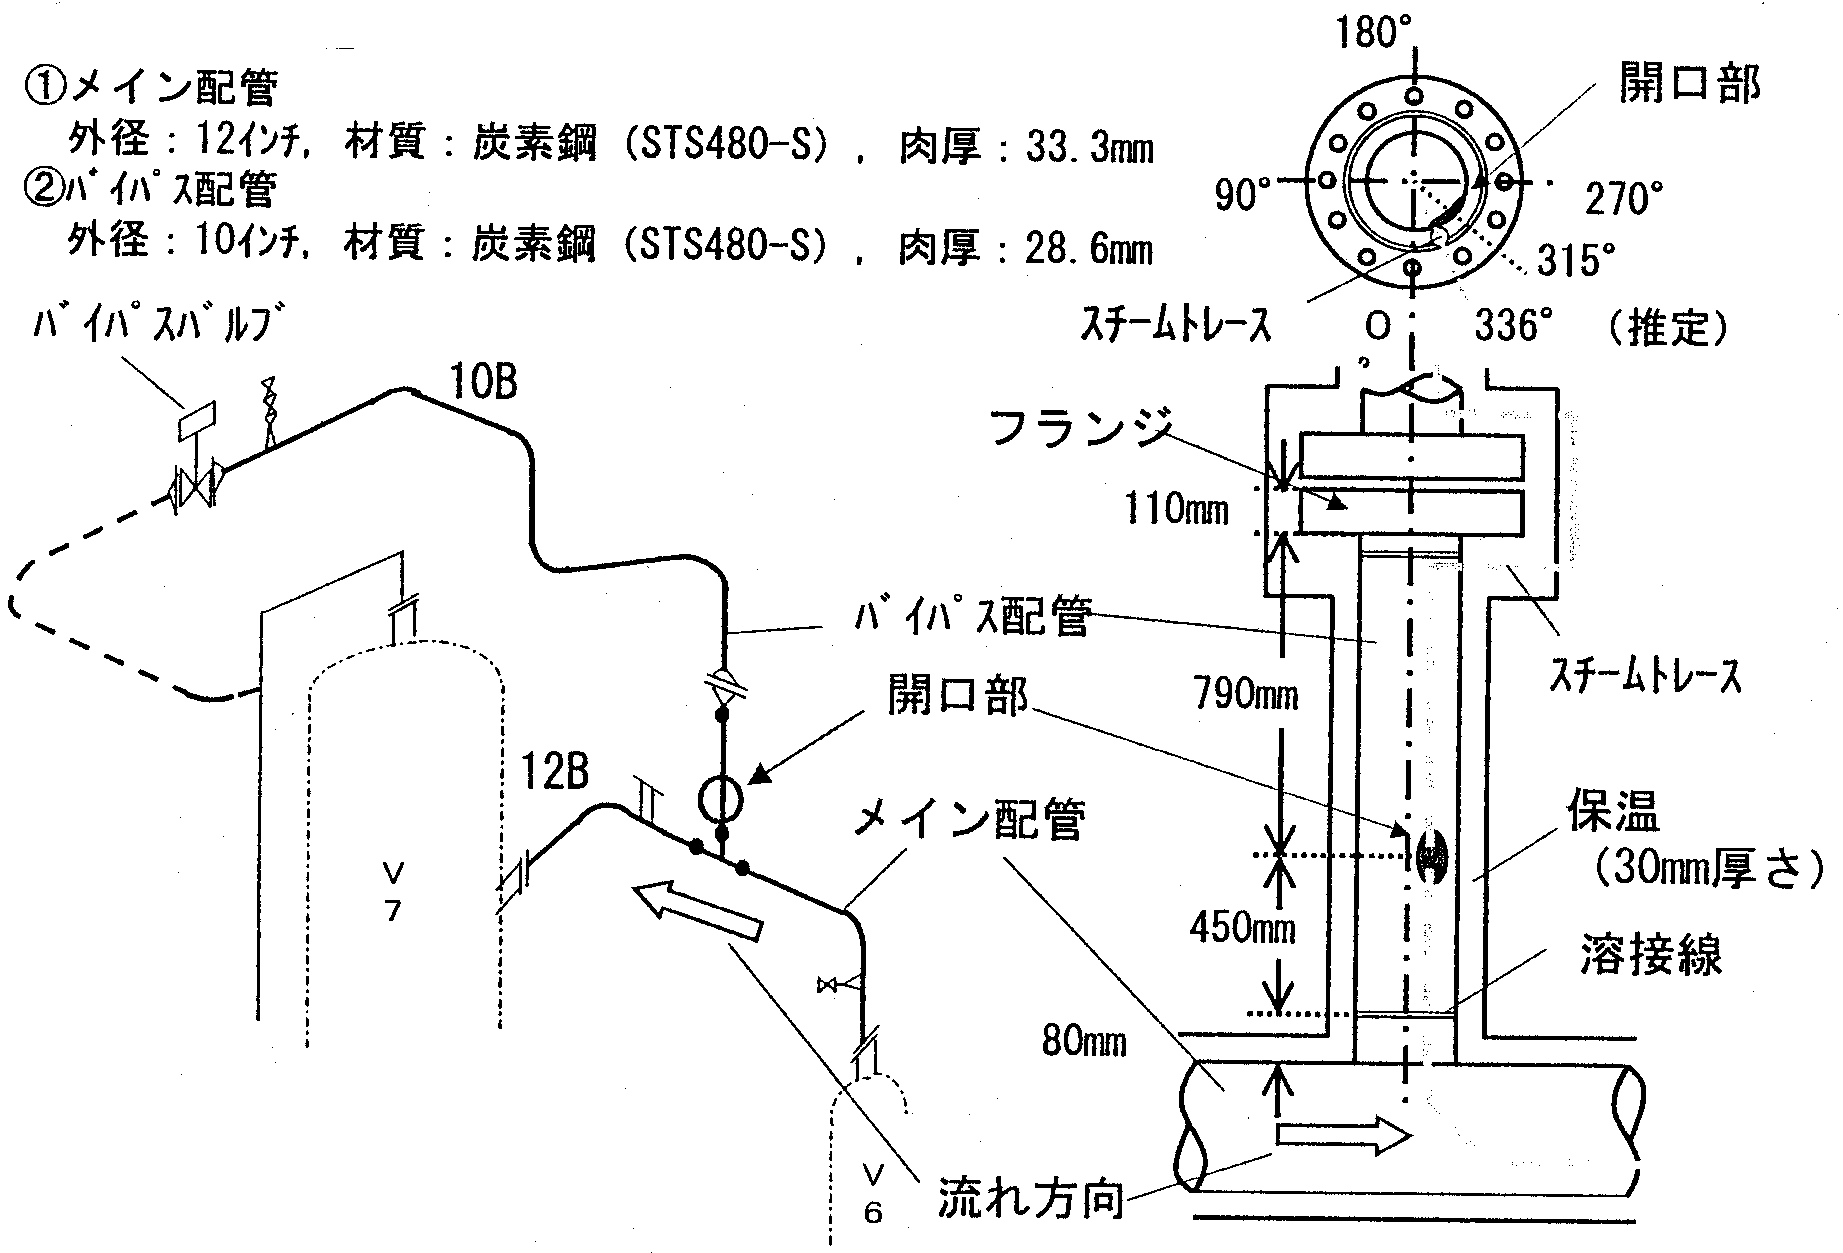 ①メイン配管
外径：12インチ, 材質：炭素鋼 (STS480-S) , 肉厚：33.3mm
②バイパス配管
外径：10インチ, 材質：炭素鋼 (STS480-S) , 肉厚：28.6mm
バイパスバルブ
10B
12B
V
7
V
6
バイパス配管
開口部
メイン配管
流れ方向
180°
開口部
90°
270°
315°
スチームトレース
0
336° (推定)
フランジ
110mm
スチームトレース
790mm
保温
(30mm厚さ)
450mm
溶接線
80mm